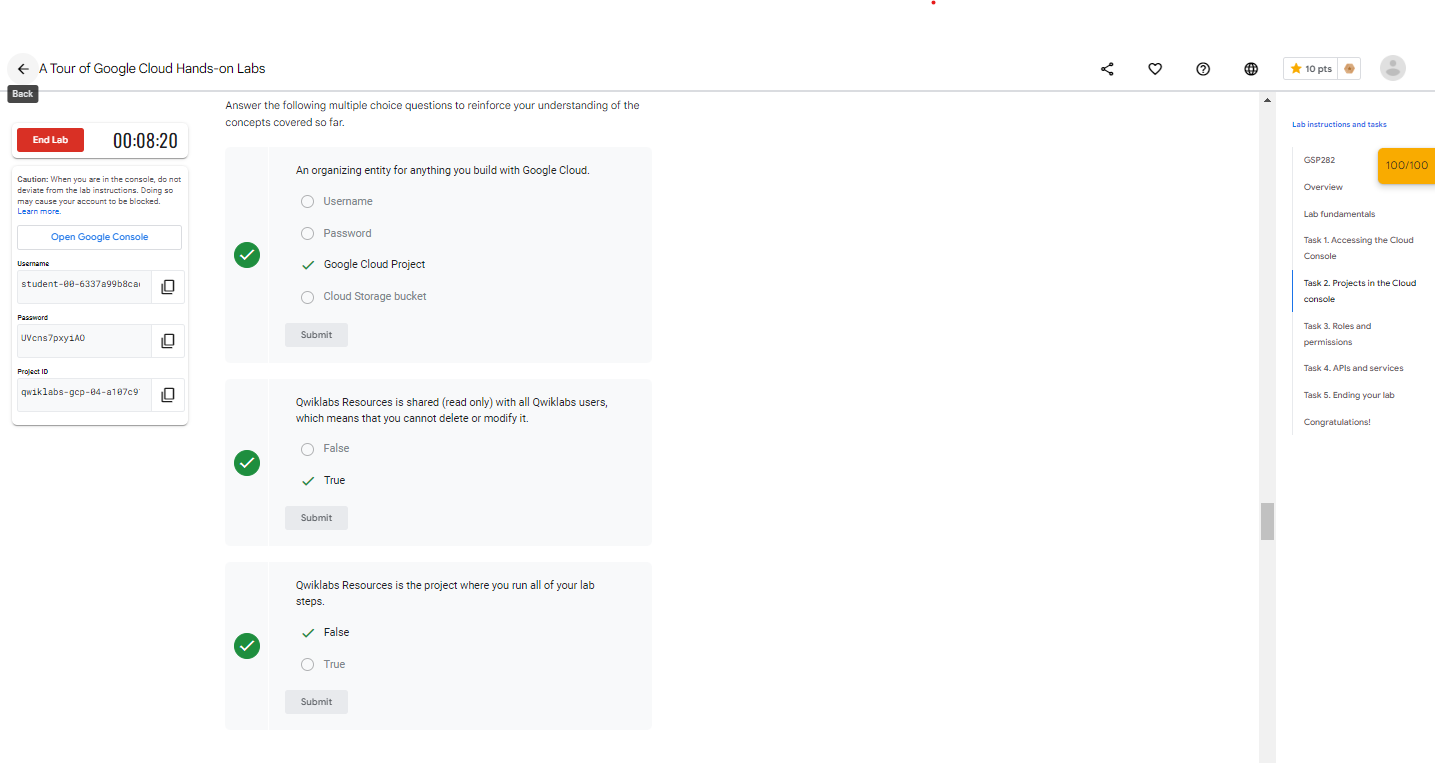 A Tour of Google Cloud Hands-on Labs
10 pts
Back
End Lab
00:08:20
Caution: When you are in the console, do not
deviate from the lab instructions. Doing so
may cause your account to be blocked.
Learn more.
Open Google Console
Username
student-00-6337a99b8ca
Password
UVcns7pxyiAO
Project ID
qwiklabs-gcp-04-a107c9
Answer the following multiple choice questions to reinforce your understanding of the
concepts covered so far.
An organizing entity for anything you build with Google Cloud.
Username
Password
Google Cloud Project
Cloud Storage bucket
Submit
Qwiklabs Resources is shared (read only) with all Qwiklabs users,
which means that you cannot delete or modify it.
False
True
Submit
Qwiklabs Resources is the project where you run all of your lab
steps.
False
True
Submit
Lab instructions and tasks
GSP282
100/100
Overview
Lab fundamentals
Task 1. Accessing the Cloud
Console
Task 2. Projects in the Cloud
console
Task 3. Roles and
permissions
Task 4. APIs and services
Task 5. Ending your lab
Congratulations!